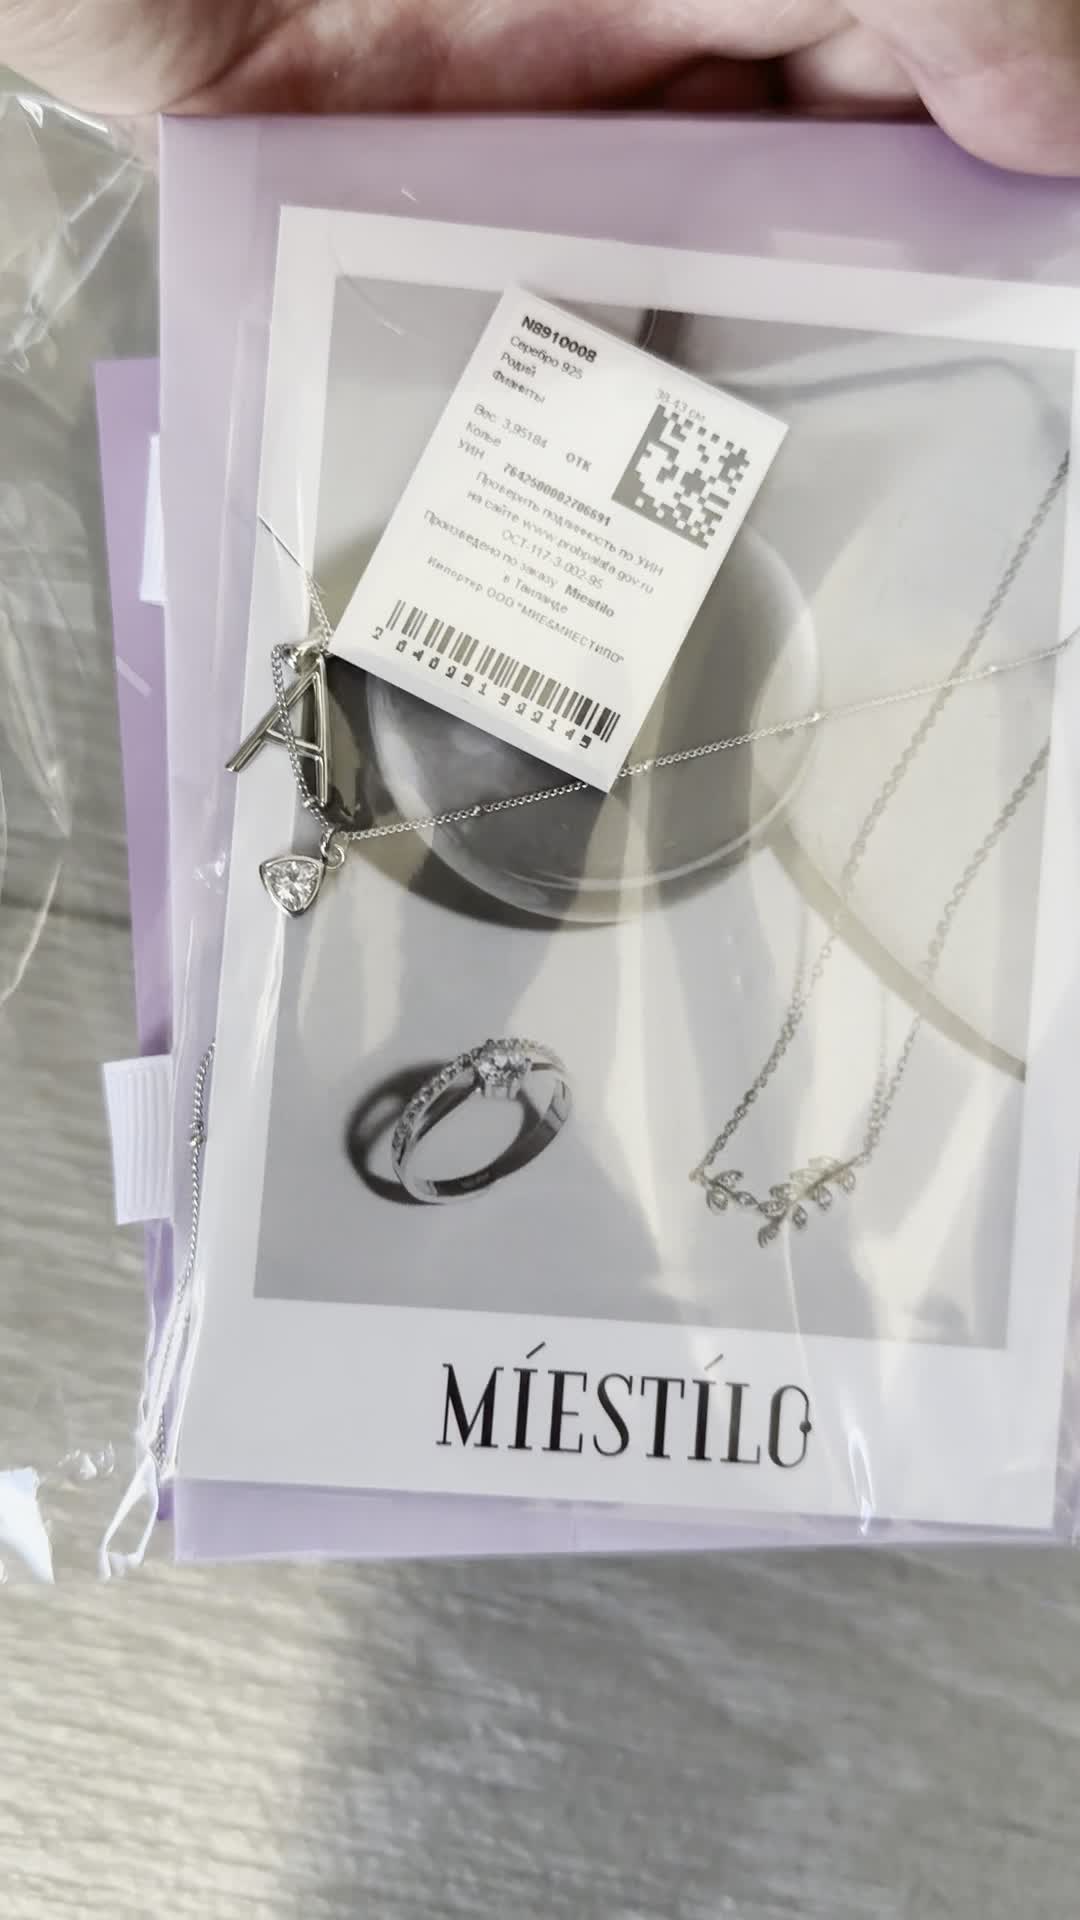 N8910008
Серебро 925
Родий
Фианиты
38-43 см
Вес: 3,95184
ОТК
Колье
УИН 7642500002706691
Проверить подлинность по УИН
на сайте www.probpalata.gov.ru
ОСТ-117-3-002-95
Произведено по заказу Miestilo
в Таиланде
Импортер ООО "МИЕ&МИЕСТИЛО"
2040951599145
MÍESTÍLO